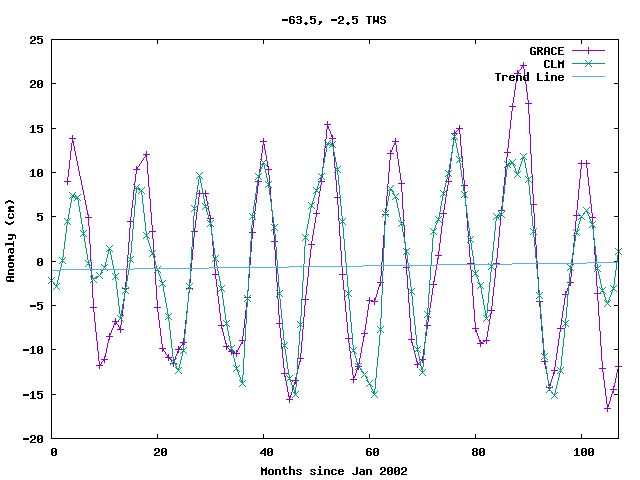 -63.5, -2.5 TWS
GRACE
CLM
Trend Line
25
20
15
10
5
0
-5
-10
-15
-20
Anomaly (cm)
0 20 40 60 80 100
Months since Jan 2002